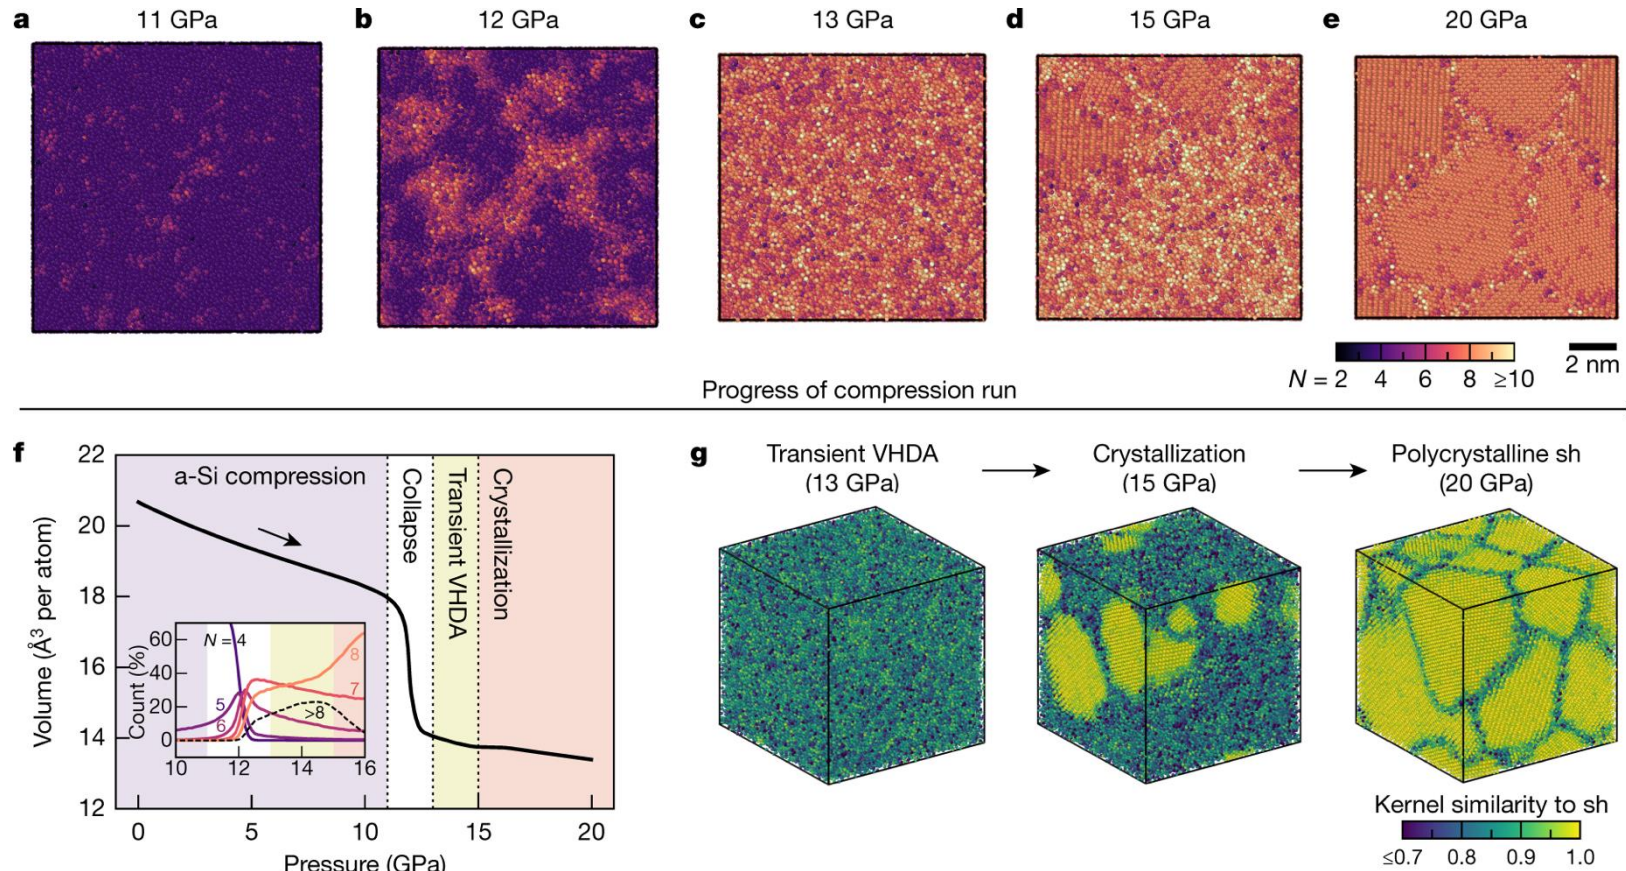 a 11 GPa
b 12 GPa
c 13 GPa
d 15 GPa
e 20 GPa
N = 2 4 6 8 ≥10
2 nm
Progress of compression run
f
Volume (Å³ per atom)
22
20
18
16
14
12
a-Si compression
Collapse
Transient VHDA
Crystallization
Count (%)
60
40
20
0
N = 4
5
6
7
8
>8
10 12 14 16
0 5 10 15 20
Pressure (GPa)
g
Transient VHDA
(13 GPa)
Crystallization
(15 GPa)
Polycrystalline sh
(20 GPa)
Kernel similarity to sh
≤0.7 0.8 0.9 1.0